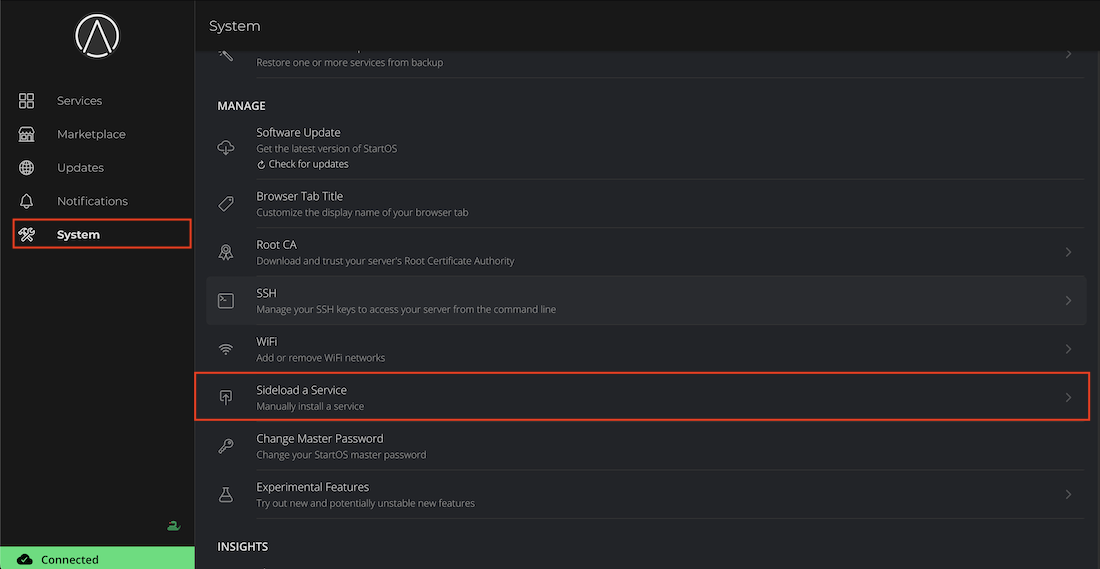 System
Services
Marketplace
Updates
Notifications
System
Connected
Restore one or more services from backup
MANAGE
Software Update
Get the latest version of StartOS
Check for updates
Browser Tab Title
Customize the display name of your browser tab
Root CA
Download and trust your server's Root Certificate Authority
SSH
Manage your SSH keys to access your server from the command line
WiFi
Add or remove WiFi networks
Sideload a Service
Manually install a service
Change Master Password
Change your StartOS master password
Experimental Features
Try out new and potentially unstable new features
INSIGHTS